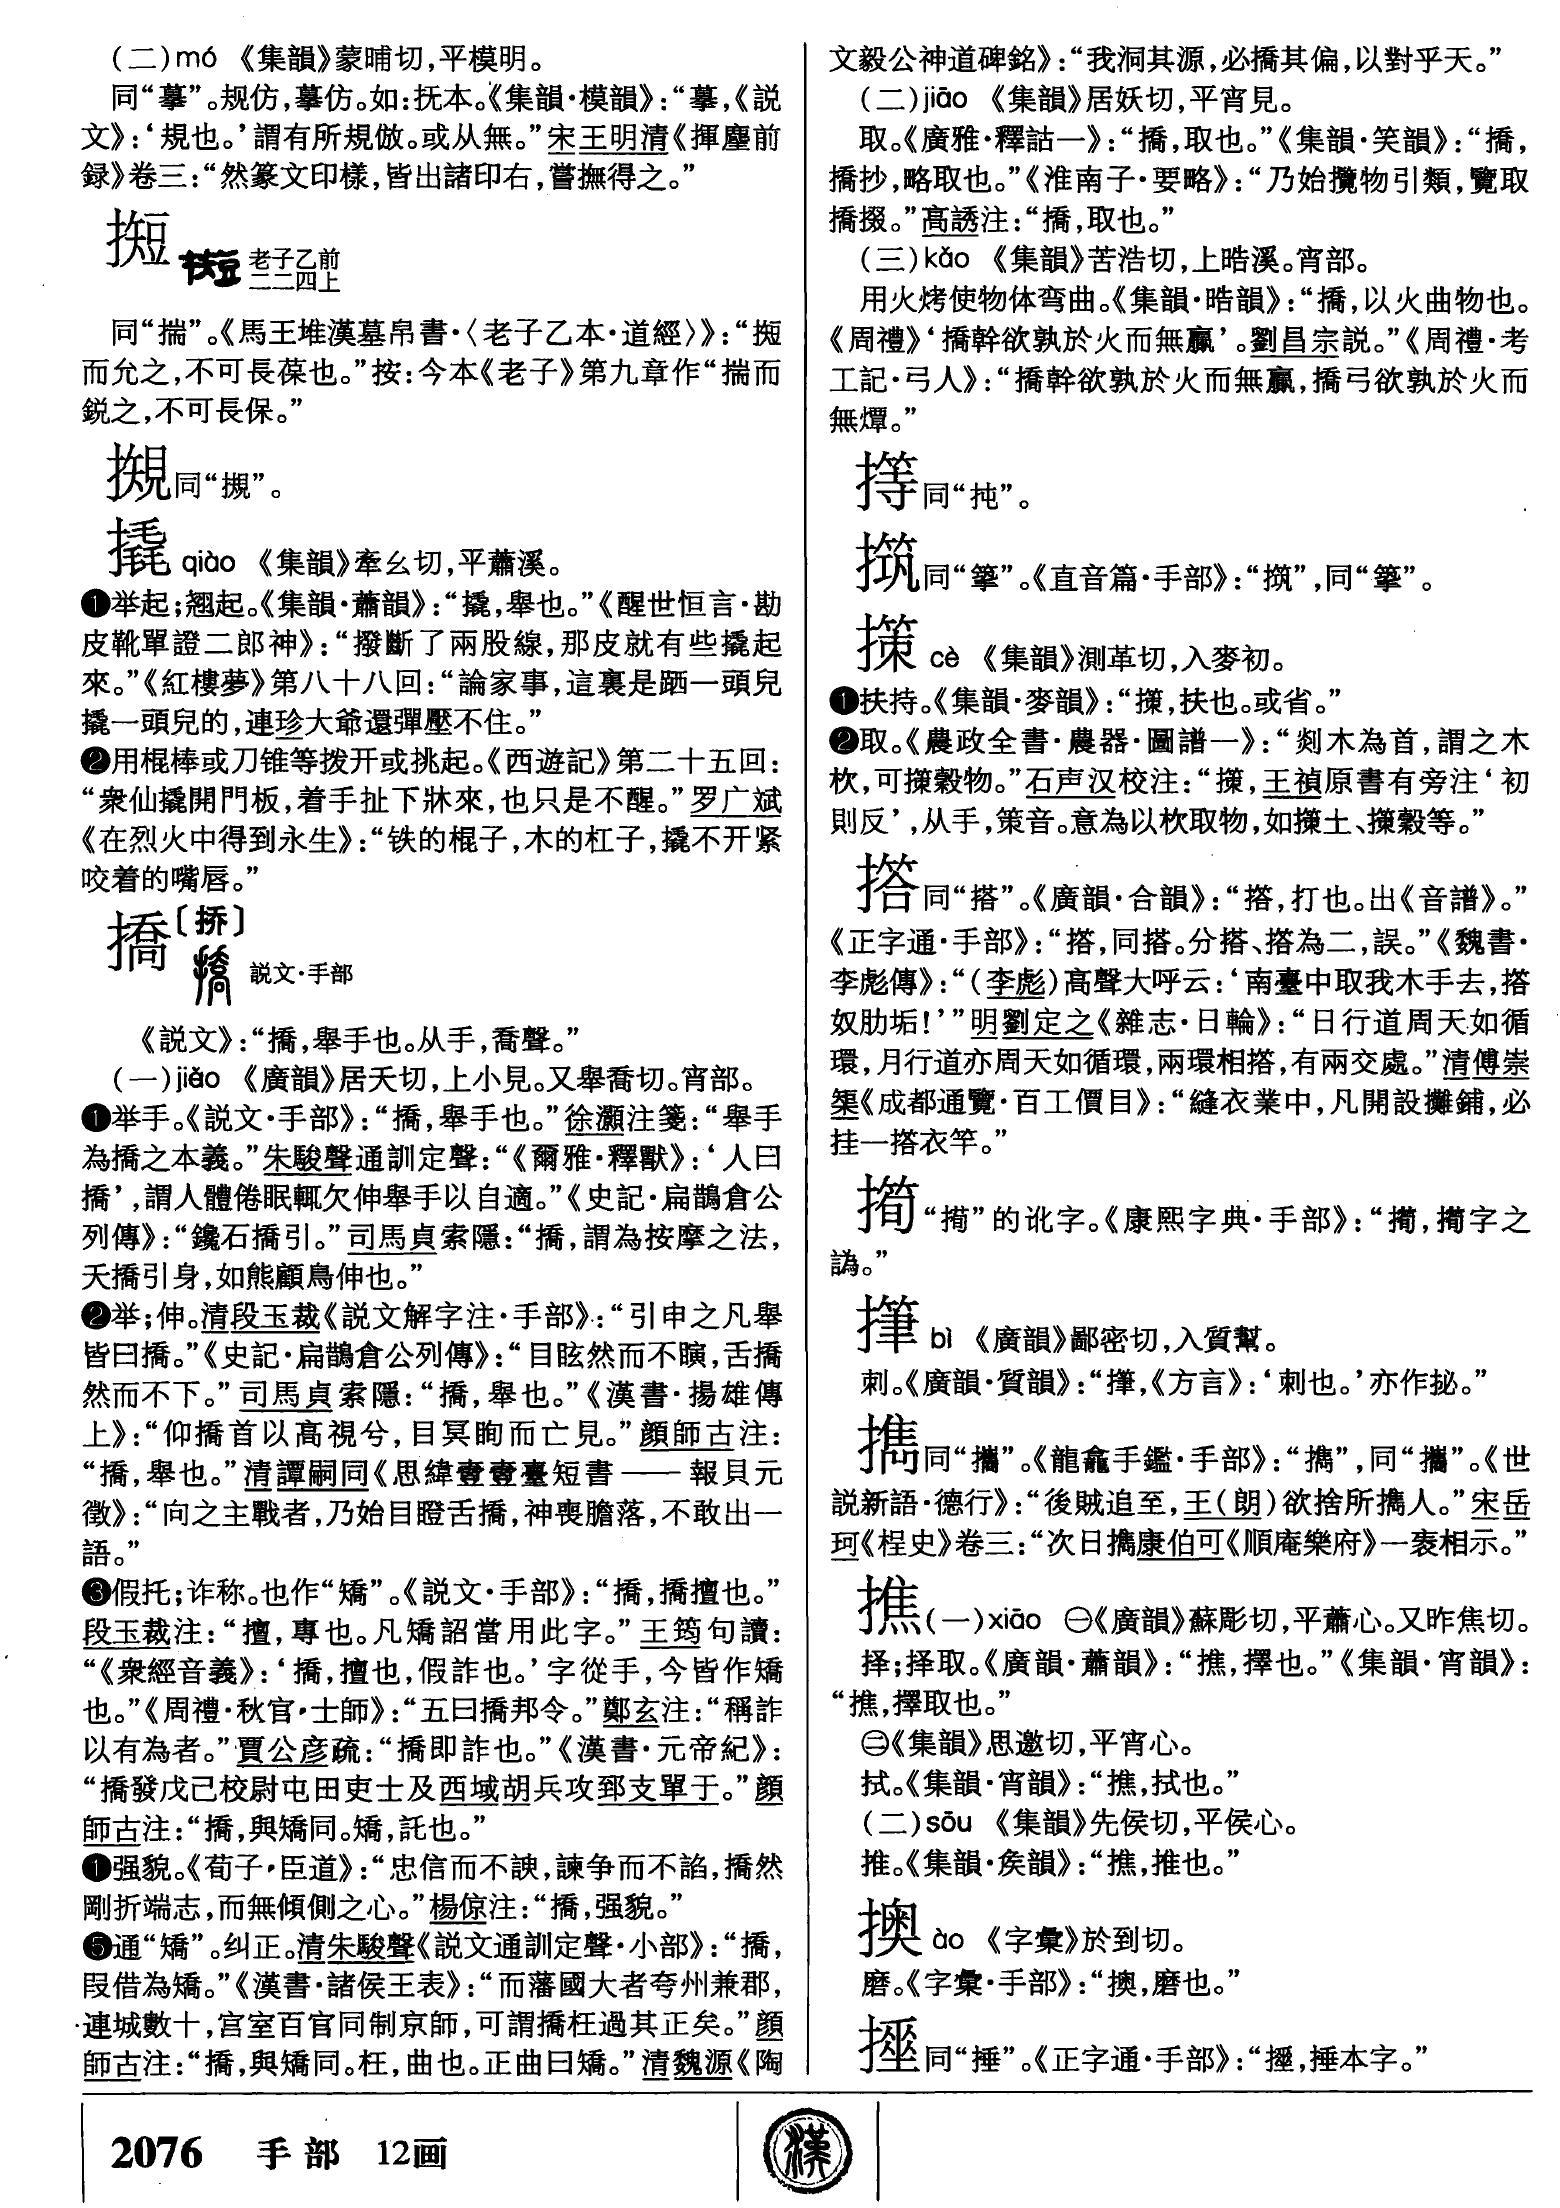 (二)mó 《集韻》蒙晡切,平模明。
同“摹”。规仿,摹仿。如:抚本。《集韻·模韻》:“摹,《説
文》:‘規也。’謂有所規倣。或从無。”宋王明清《揮麈前
録》卷三:“然篆文印樣,皆出諸印右,嘗撫得之。”
𢴈 老子乙前
二二四上
同“揣”。《馬王堆漢墓帛書·〈老子乙本·道經〉》:“𢴈
而允之,不可長葆也。”按:今本《老子》第九章作“揣而
鋭之,不可長保。”
同“摫”。
撬 qiào 《集韻》牽幺切,平蕭溪。
❶举起;翘起。《集韻·蕭韻》:“撬,舉也。”《醒世恒言·勘
皮靴單證二郎神》:“撥斷了兩股線,那皮就有些撬起
來。”《紅樓夢》第八十八回:“論家事,這裏是跴一頭兒
撬一頭兒的,連珍大爺還彈壓不住。”
❷用棍棒或刀锥等拨开或挑起。《西遊記》第二十五回:
“衆仙撬開門板,着手扯下牀來,也只是不醒。”罗广斌
《在烈火中得到永生》:“铁的棍子,木的杠子,撬不开紧
咬着的嘴唇。”
撟〔挢〕
説文·手部
《説文》:“撟,舉手也。从手,喬聲。”
(一)jiǎo 《廣韻》居夭切,上小見。又舉喬切。宵部。
❶举手。《説文·手部》:“撟,舉手也。”徐灝注箋:“舉手
為撟之本義。”朱駿聲通訓定聲:“《爾雅·釋獸》:‘人曰
撟’,謂人體倦眠輒欠伸舉手以自適。”《史記·扁鵲倉公
列傳》:“鑱石撟引。”司馬貞索隱:“撟,謂為按摩之法,
夭撟引身,如熊顧鳥伸也。”
❷举;伸。清段玉裁《説文解字注·手部》:“引申之凡舉
皆曰撟。”《史記·扁鵲倉公列傳》:“目眩然而不瞚,舌撟
然而不下。”司馬貞索隱:“撟,舉也。”《漢書·揚雄傳
上》:“仰撟首以高視兮,目冥眴而亡見。”顔師古注:
“撟,舉也。”清譚嗣同《思緯壹壹臺短書——報貝元
徵》:“向之主戰者,乃始目瞪舌撟,神喪膽落,不敢出一
語。”
❸假托;诈称。也作“矯”。《説文·手部》:“撟,撟擅也。”
段玉裁注:“擅,專也。凡矯詔當用此字。”王筠句讀:
“《衆經音義》:‘撟,擅也,假詐也。’字從手,今皆作矯
也。”《周禮·秋官·士師》:“五曰撟邦令。”鄭玄注:“稱詐
以有為者。”賈公彦疏:“撟即詐也。”《漢書·元帝紀》:
“撟發戊己校尉屯田吏士及西域胡兵攻郅支單于。”顔
師古注:“撟,與矯同。矯,託也。”
❶强貌。《荀子·臣道》:“忠信而不諛,諫争而不諂,撟然
剛折端志,而無傾側之心。”楊倞注:“撟,强貌。”
❺通“矯”。纠正。清朱駿聲《説文通訓定聲·小部》:“撟,
叚借為矯。”《漢書·諸侯王表》:“而藩國大者夸州兼郡,
連城數十,宫室百官同制京師,可謂撟枉過其正矣。”顔
師古注:“撟,與矯同。枉,曲也。正曲曰矯。”清魏源《陶
文毅公神道碑銘》:“我洞其源,必撟其偏,以對乎天。”
(二)jiāo 《集韻》居妖切,平宵見。
取。《廣雅·釋詁一》:“撟,取也。”《集韻·笑韻》:“撟,
撟抄,略取也。”《淮南子·要略》:“乃始攬物引類,覽取
撟掇。”高誘注:“撟,取也。”
(三)kǎo 《集韻》苦浩切,上晧溪。宵部。
用火烤使物体弯曲。《集韻·晧韻》:“撟,以火曲物也。
《周禮》‘撟幹欲孰於火而無贏’。劉昌宗説。”《周禮·考
工記·弓人》:“撟幹欲孰於火而無贏,撟弓欲孰於火而
無燂。”
撁同“扽”。
同“䇢”。《直音篇·手部》:
cè 《集韻》測革切,入麥初。
❶扶持。《集韻·麥韻》:“㩍,扶也。或省。”
❷取。《農政全書·農器·圖譜一》:“剡木為首,謂之木
杴,可㩍穀物。”石声汉校注:“㩍,王禎原書有旁注‘初
則反’,从手,策音。意為以杴取物,如㩍土、㩍穀等。”
撘同“搭”。《廣韻·合韻》:“撘,打也。出《音譜》。”
《正字通·手部》:“撘,同搭。分搭、撘為二,誤。”《魏書·
李彪傳》:“(李彪)高聲大呼云:‘南臺中取我木手去,撘
奴肋垢!’”明劉定之《雜志·日輪》:“日行道周天如循
環,月行道亦周天如循環,兩環相撘,有兩交處。”清傅崇
榘《成都通覽·百工價目》:“縫衣業中,凡開設攤鋪,必
挂一撘衣竿。”
的讹字。《康熙字典·手部》:
譌。”
bì 《廣韻》鄙密切,入質幫。
刺。《廣韻·質韻》:“㩎,《方言》:‘刺也。’亦作㧙。”
㩦同“攜”。《龍龕手鑑·手部》:“㩗,同“攜”。《世
説新語·德行》:“後賊追至,王(朗)欲捨所擕人。”宋岳
珂《桯史》卷三:“次日擕康伯可《順庵樂府》一袠相示。”
撨(一)xiāo ㊀《廣韻》蘇彫切,平蕭心。又昨焦切。
择;择取。《廣韻·蕭韻》:“撨,擇也。”《集韻·宵韻》:
“撨,擇取也。”
㊁《集韻》思邀切,平宵心。
拭。《集韻·宵韻》:“撨,拭也。”
(二)sōu 《集韻》先侯切,平侯心。
推。《集韻·矦韻》:“撨,推也。”
擙 ào 《字彙》於到切。
磨。《字彙·手部》:“擙,磨也。”
同“捶”。《正字通·手部》:“㩾,捶本字。”
2076 手部 12画
漢